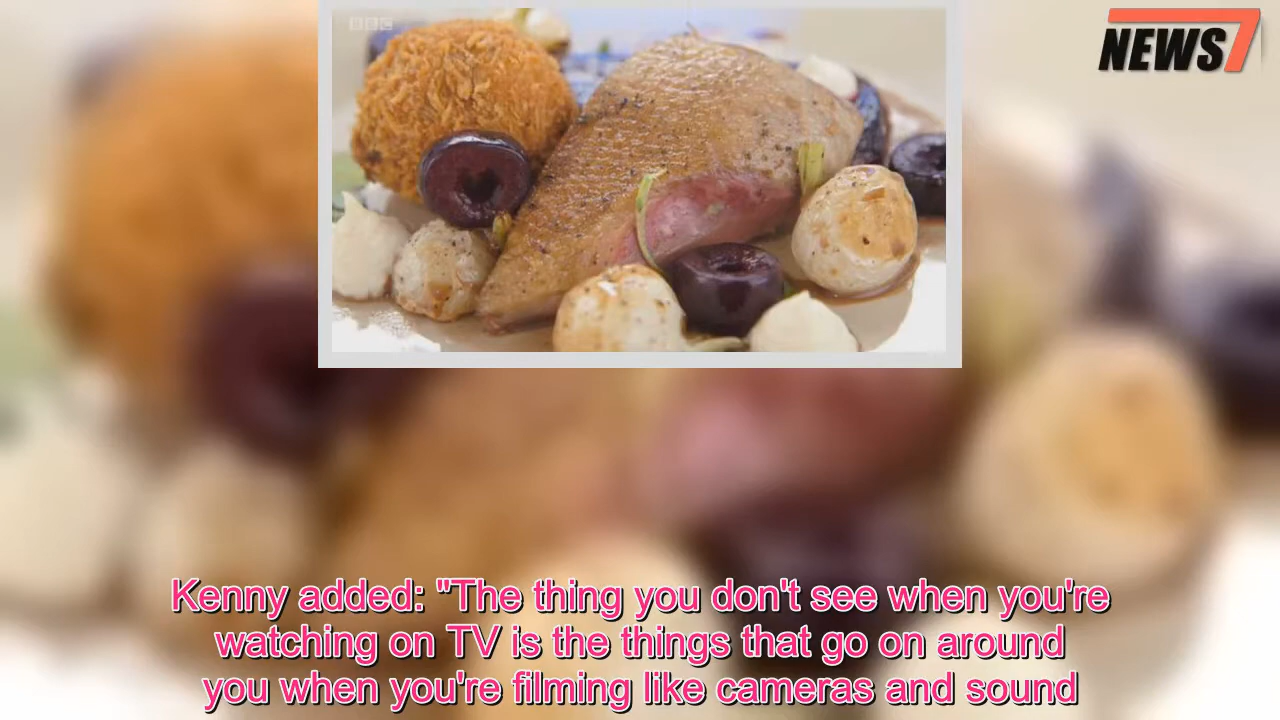 BBC
NEWS7
Kenny added: "The thing you don't see when you're
watching on TV is the things that go on around
you when you're filming like cameras and sound